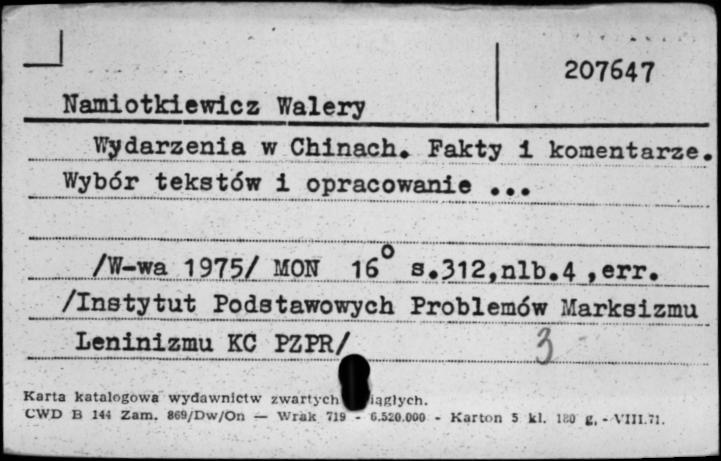 207647
Namiotkiewicz Walery
Wydarzenia w Chinach. Fakty i komentarze.
Wybór tekstów i opracowanie ...
/W-wa 1975/ MON 16° s.312,nlb.4 ,err.
/Instytut Podstawowych Problemów Marksizmu
Leninizmu KC PZPR/
3
Karta katalogowa wydawnictw zwartych iągłych.
CWD B 144 Zam. 869/Dw/On — Wrak 719 - 6.520.000 - Karton 5 kl. 180 g, - VIII.71.